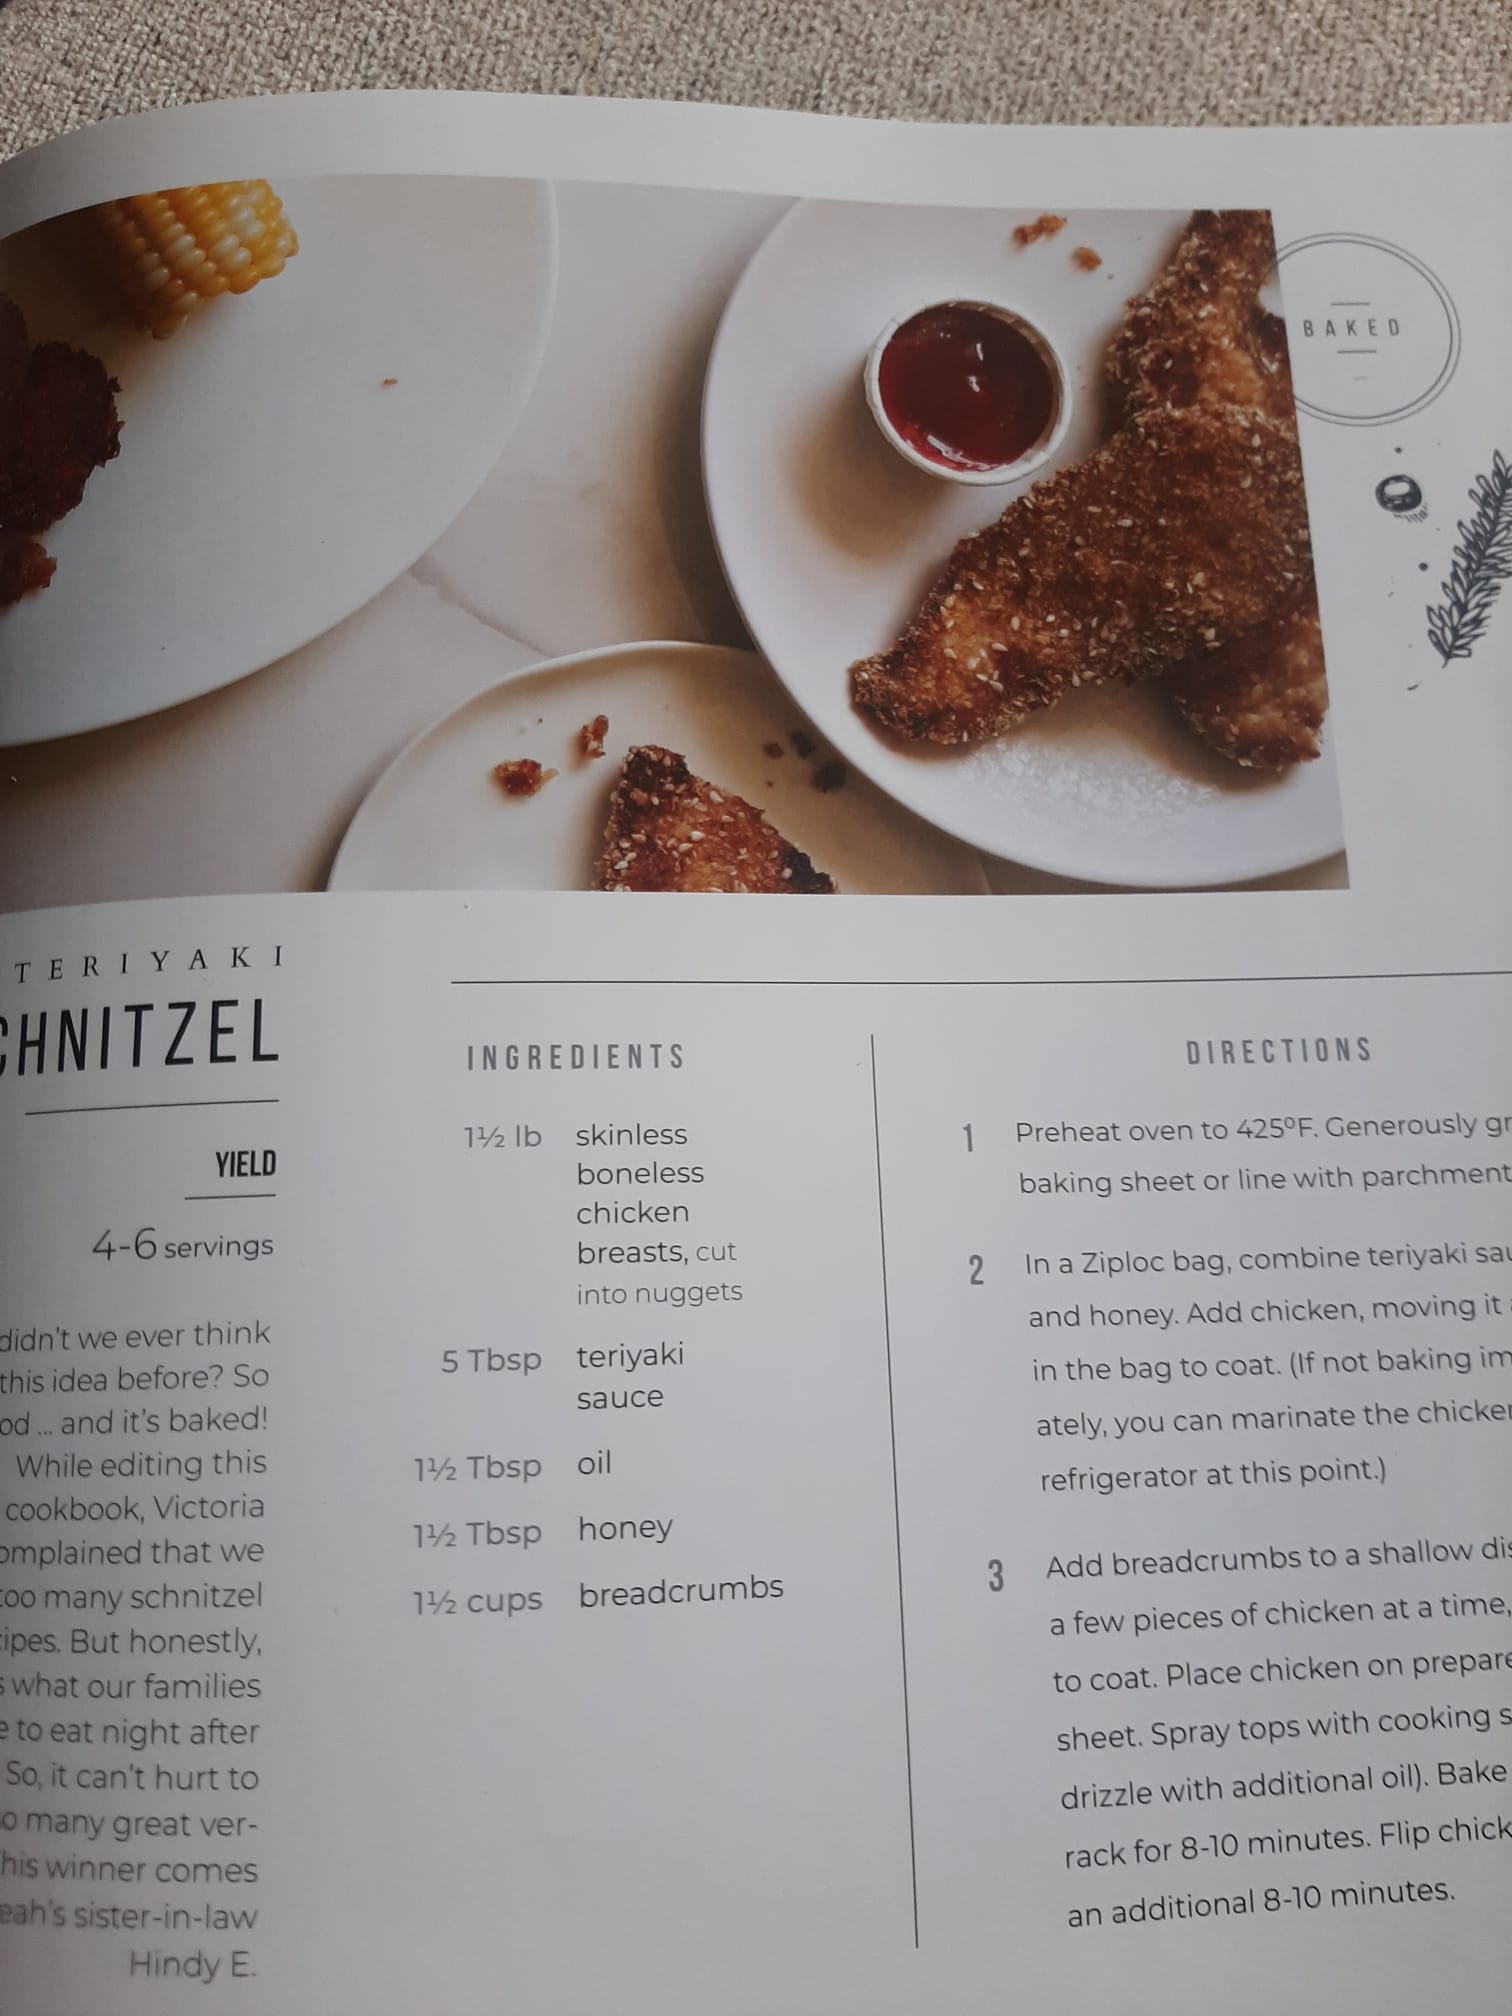 BAKED
TERIYAKI
CHNITZEL
YIELD
4-6 servings
didn't we ever think
this idea before? So
od ... and it's baked!
While editing this
cookbook, Victoria
omplained that we
too many schnitzel
ipes. But honestly,
s what our families
e to eat night after
So, it can't hurt to
o many great ver-
his winner comes
eah's sister-in-law
Hindy E.
INGREDIENTS
1½ lb skinless
boneless
chicken
breasts, cut
into nuggets
5 Tbsp teriyaki
sauce
1½ Tbsp oil
1½ Tbsp honey
1½ cups breadcrumbs
DIRECTIONS
1 Preheat oven to 425ºF. Generously gr
baking sheet or line with parchment
2 In a Ziploc bag, combine teriyaki sau
and honey. Add chicken, moving it
in the bag to coat. (If not baking im
ately, you can marinate the chicken
refrigerator at this point.)
3 Add breadcrumbs to a shallow dis
a few pieces of chicken at a time,
to coat. Place chicken on prepare
sheet. Spray tops with cooking s
drizzle with additional oil). Bake
rack for 8-10 minutes. Flip chick
an additional 8-10 minutes.